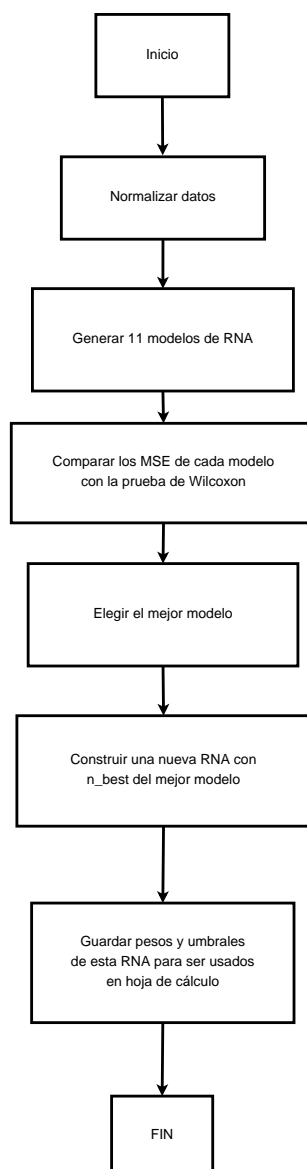 Inicio
Normalizar datos
Generar 11 modelos de RNA
Comparar los MSE de cada modelo
con la prueba de Wilcoxon
Elegir el mejor modelo
Construir una nueva RNA con
n_best del mejor modelo
Guardar pesos y umbrales
de esta RNA para ser usados
en hoja de cálculo
FIN